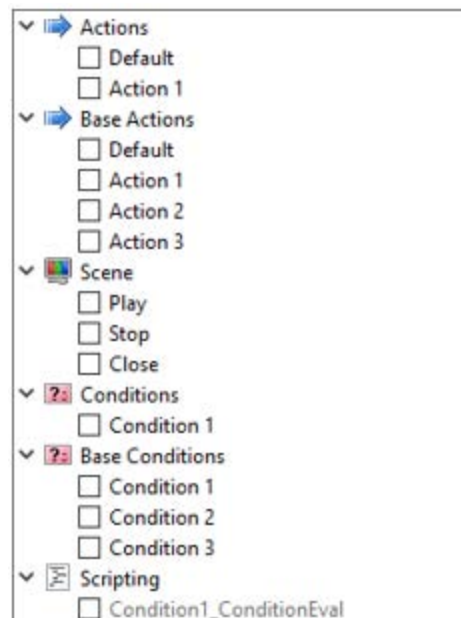 Actions
Default
Action 1
Base Actions
Default
Action 1
Action 2
Action 3
Scene
Play
Stop
Close
?: Conditions
Condition 1
?: Base Conditions
Condition 1
Condition 2
Condition 3
Scripting
Condition1_ConditionEval